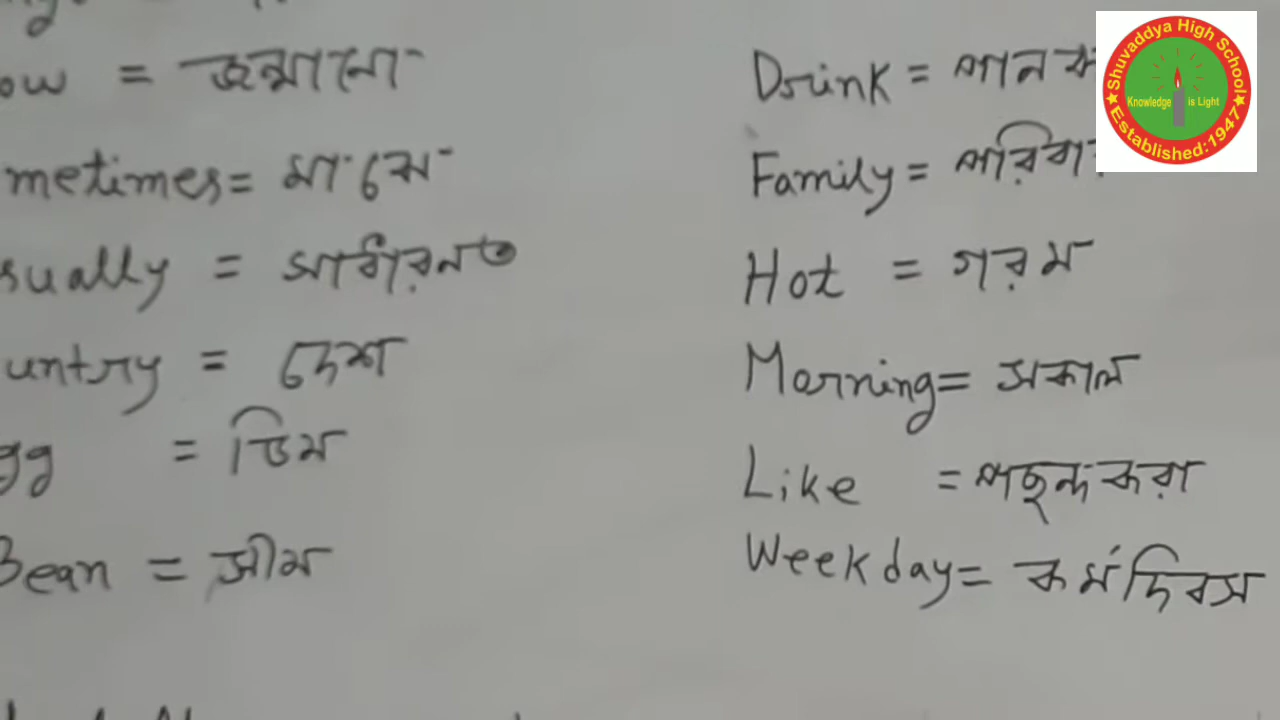 ow = জন্মানো
metimes = মাঝে
sually = সাধারনত
untry = দেশ
gg = ডিম
Bean = সীম
Drink = পান ক
Family = পরিবার
Hot = গরম
Morning = সকাল
Like = পছন্দ করা
Weekday = কর্মদিবস
Shuvaddya High School
Knowledge is Light
Established:1947